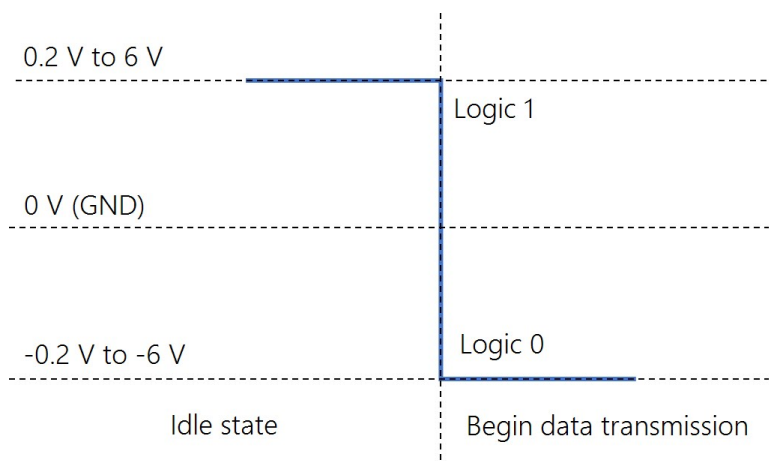 0.2 V to 6 V
Logic 1
0 V (GND)
-0.2 V to -6 V
Logic 0
Idle state
Begin data transmission